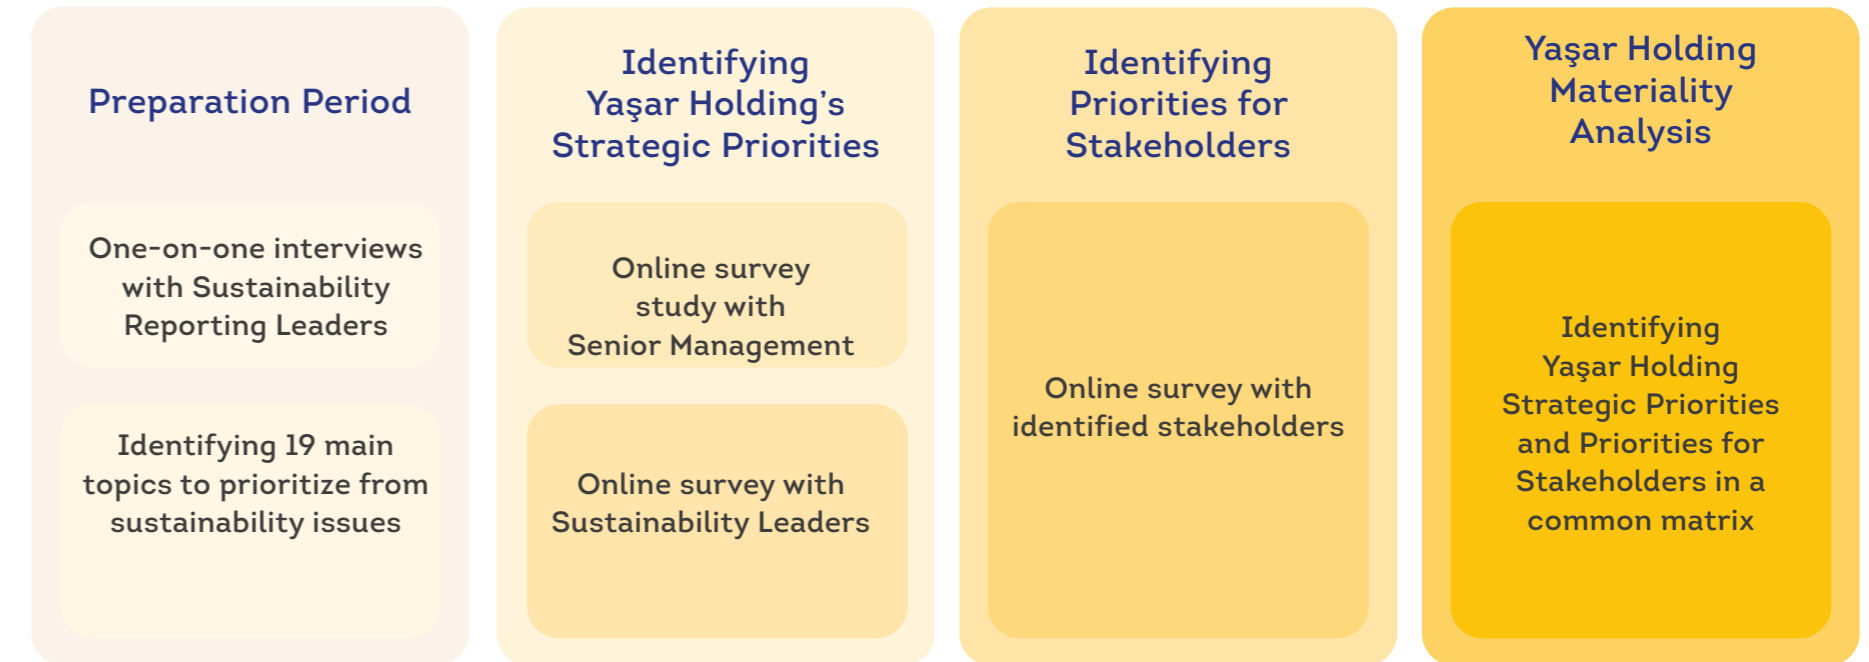 Preparation Period
One-on-one interviews
with Sustainability
Reporting Leaders
Identifying 19 main
topics to prioritize from
sustainability issues
Identifying
Yaşar Holding’s
Strategic Priorities
Online survey
study with
Senior Management
Online survey with
Sustainability Leaders
Identifying
Priorities for
Stakeholders
Online survey with
identified stakeholders
Yaşar Holding
Materiality
Analysis
Identifying
Yaşar Holding
Strategic Priorities
and Priorities for
Stakeholders in a
common matrix